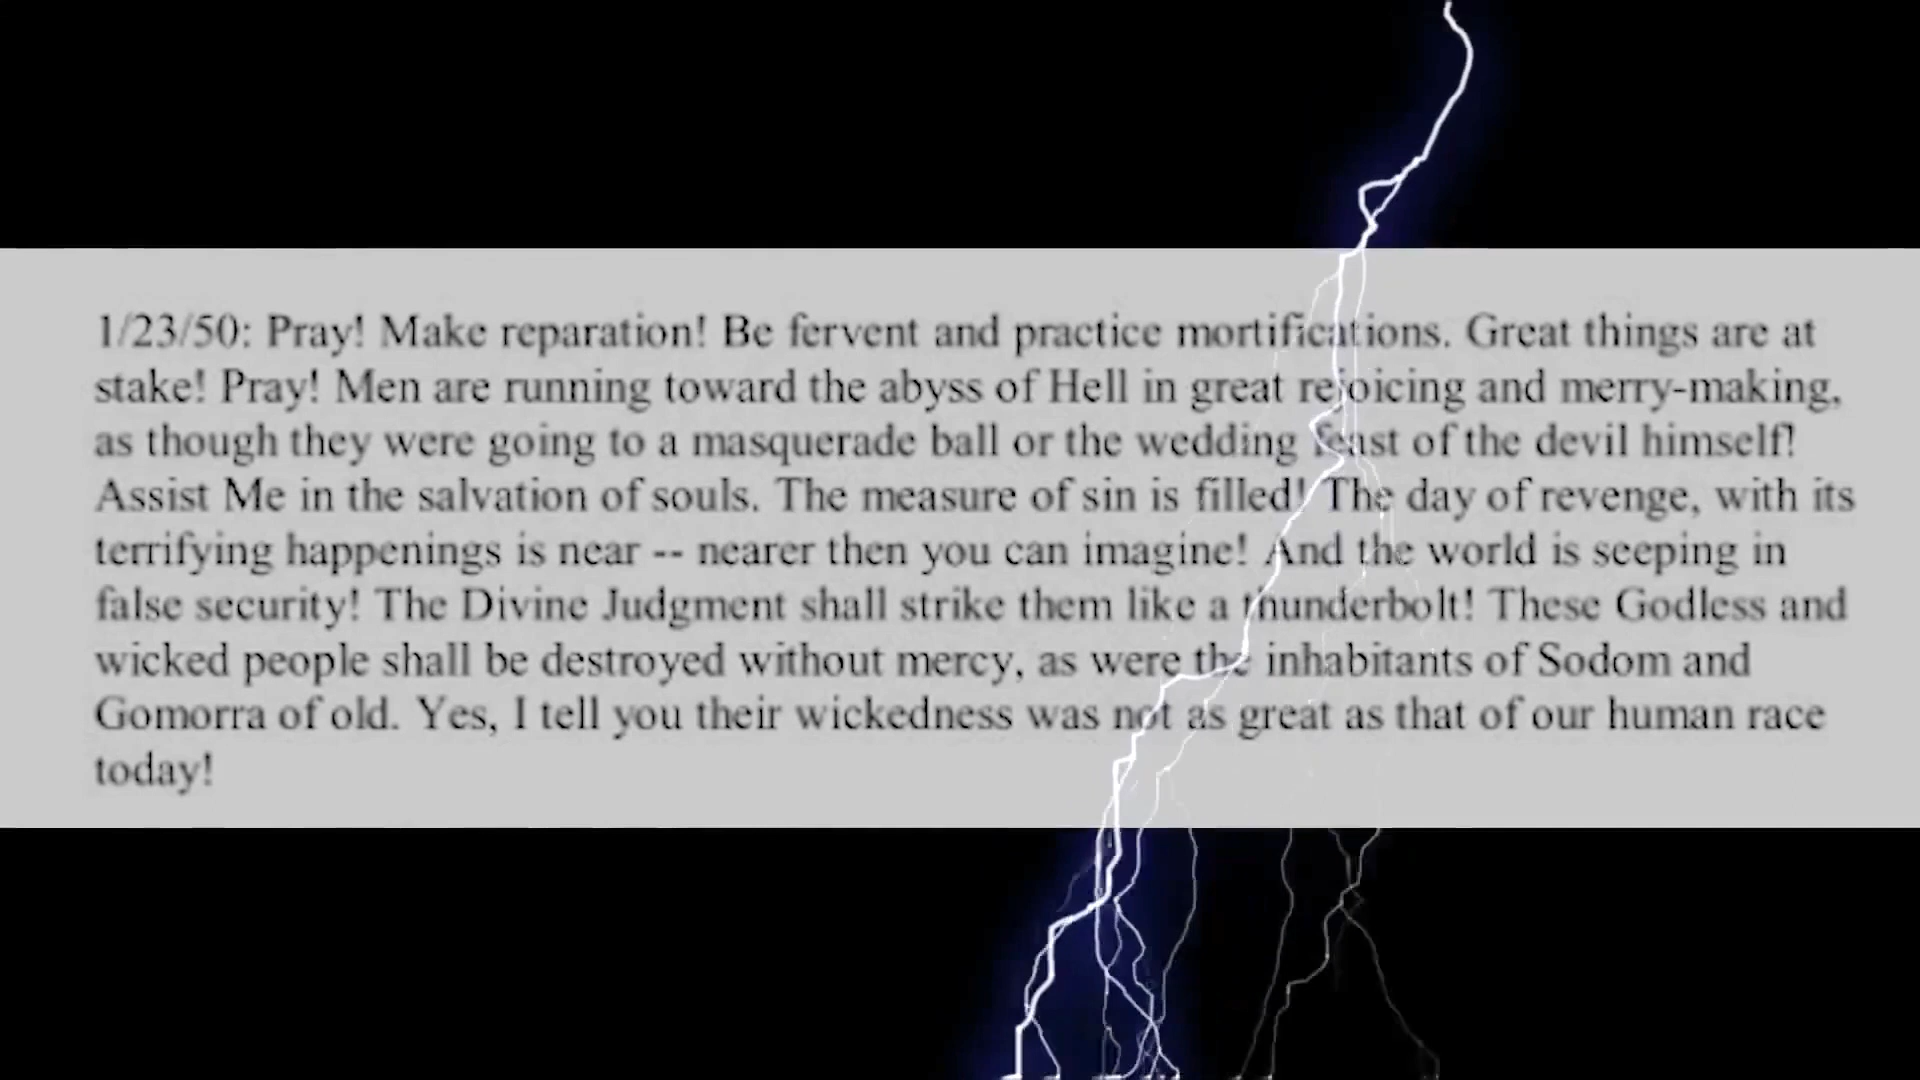 1/23/50: Pray! Make reparation! Be fervent and practice mortifications. Great things are at
stake! Pray! Men are running toward the abyss of Hell in great rejoicing and merry-making,
as though they were going to a masquerade ball or the wedding feast of the devil himself!
Assist Me in the salvation of souls. The measure of sin is filled! The day of revenge, with its
terrifying happenings is near -- nearer then you can imagine! And the world is seeping in
false security! The Divine Judgment shall strike them like a thunderbolt! These Godless and
wicked people shall be destroyed without mercy, as were the inhabitants of Sodom and
Gomorra of old. Yes, I tell you their wickedness was not as great as that of our human race
today!